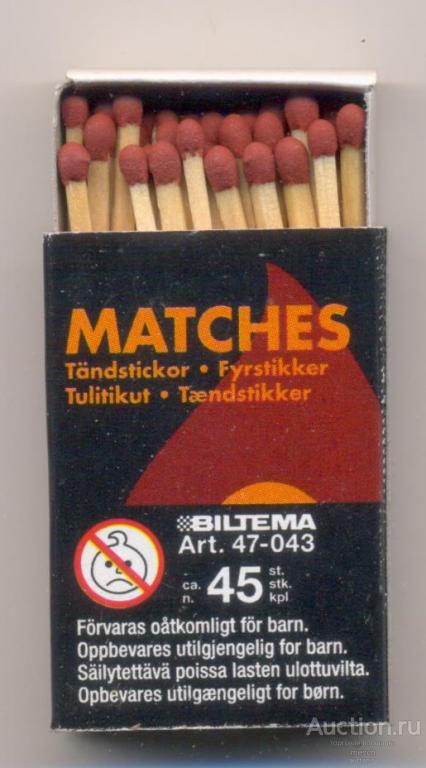 MATCHES
Tändstickor • Fyrstikker
Tulitikut • Tændstikker
BILTEMA
Art. 47-043
ca. 45 st.
n. stk.
kpl
Förvaras oåtkomligt för barn.
Oppbevares utilgjengelig for barn.
Säilytettävä poissa lasten ulottuvilta.
Opbevares utilgængeligt for børn.
Auction.ru